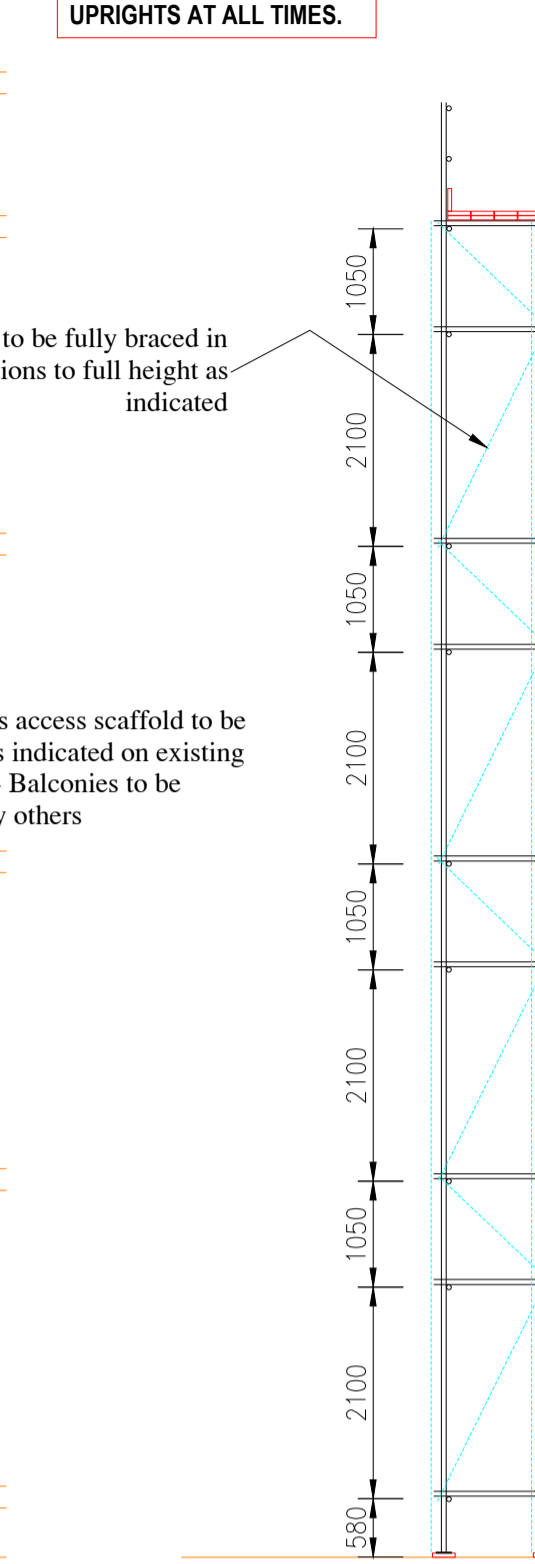 UPRIGHTS AT ALL TIMES.
to be fully braced in
ions to full height as
indicated
s access scaffold to be
s indicated on existing
Balconies to be
y others
1050
2100
1050
2100
1050
2100
1050
2100
580